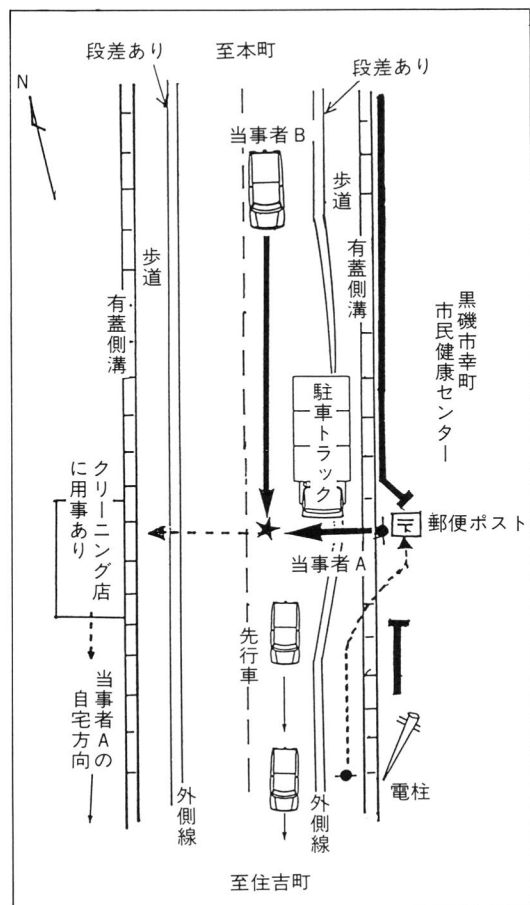 至本町
段差あり
段差あり
N
当事者B
歩道
歩道
有蓋側溝
有蓋側溝
黒磯市幸町
市民健康センター
駐車トラック
クリーニング店
に用事あり
〒
郵便ポスト
当事者A
先行車
当事者Aの
自宅方向
電柱
外側線
外側線
至住吉町